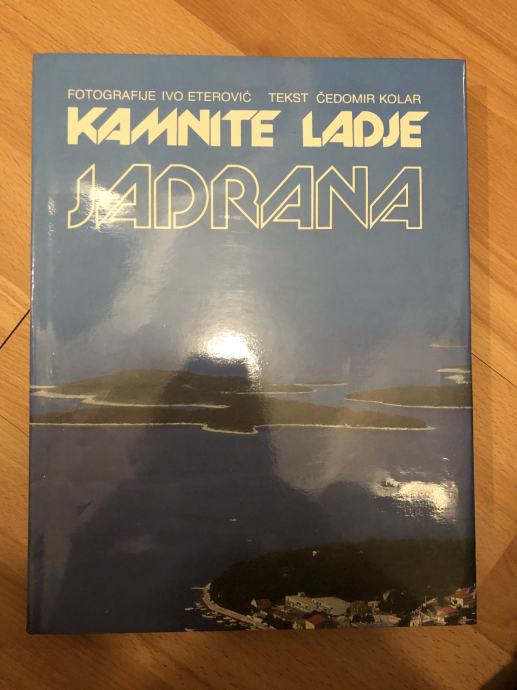 FOTOGRAFIJE IVO ETEROVIĆ TEKST ČEDOMIR KOLAR
KAMNITE LADJE
JADRANA